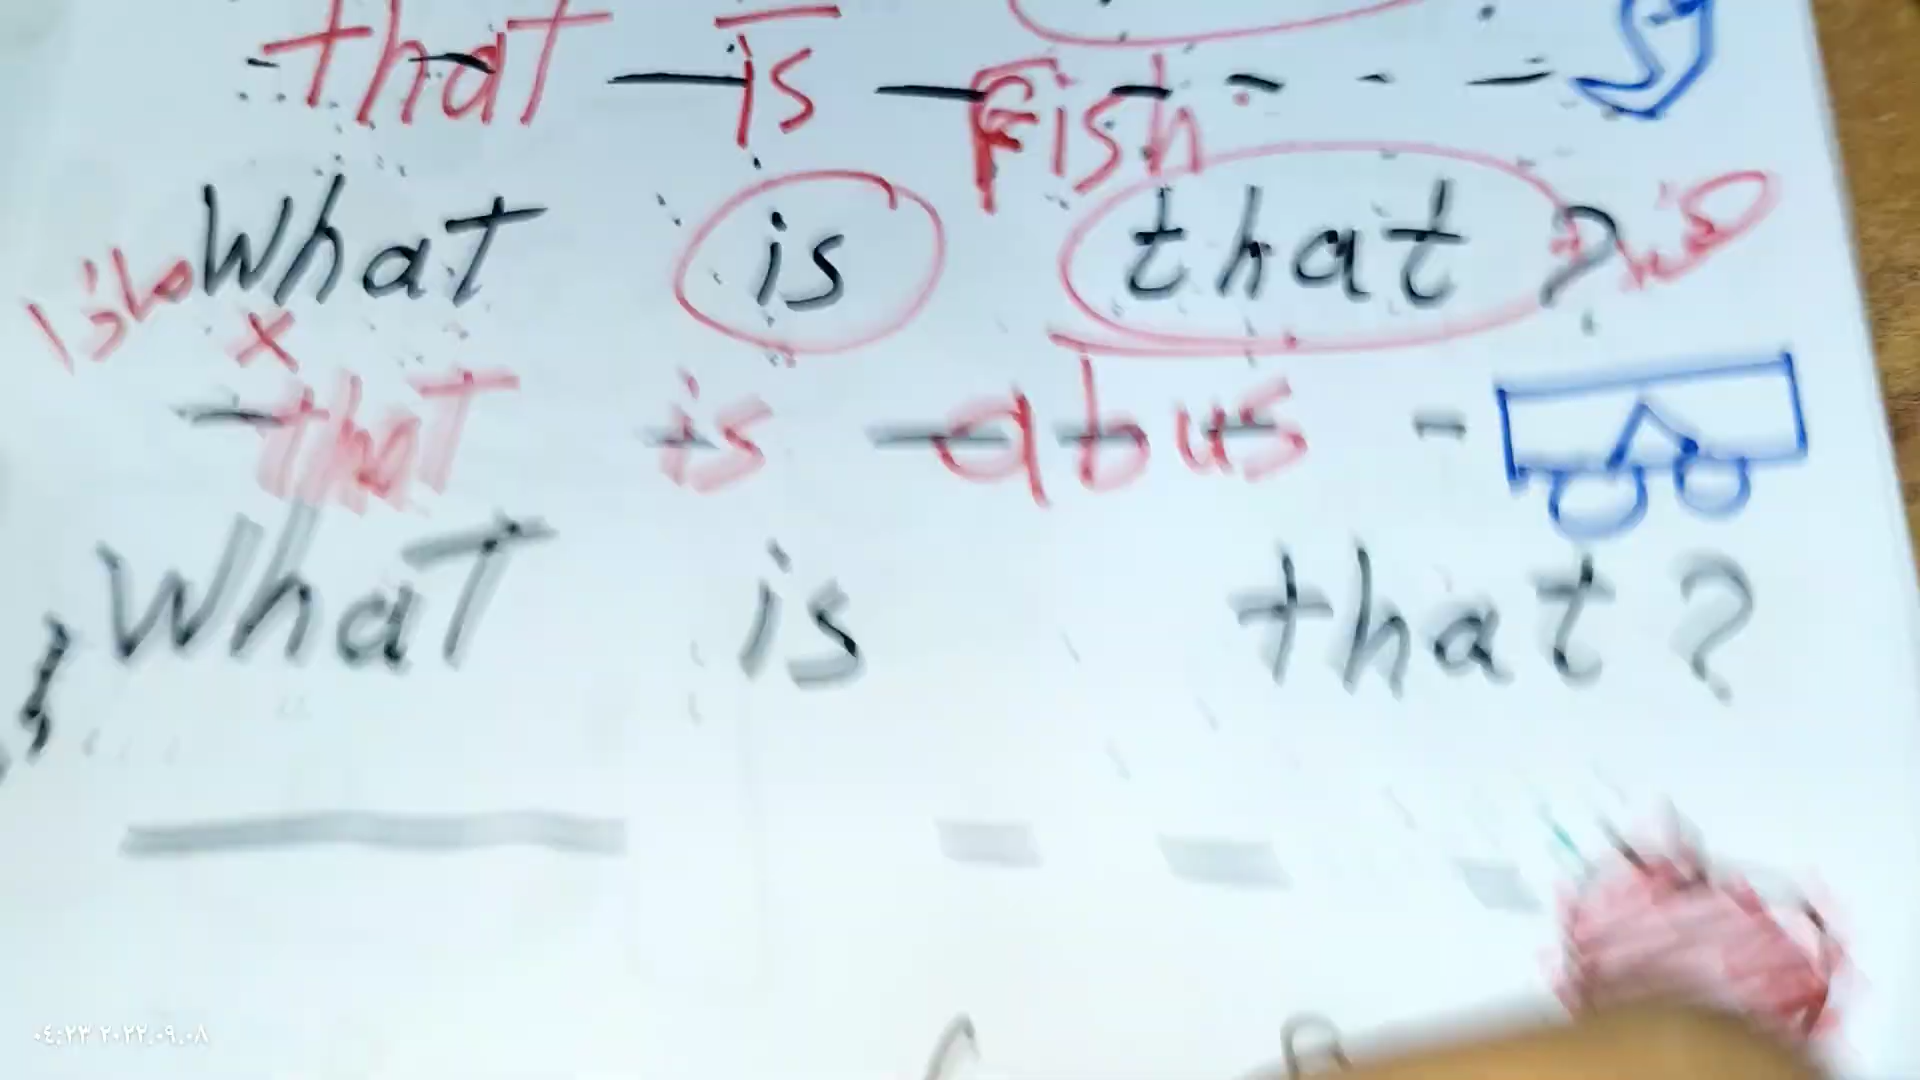 that is Fish
What is that ?
that is a bus
What is that ?
٠٤:٢٣ ٢٠٢٢.٠٩.٠٨